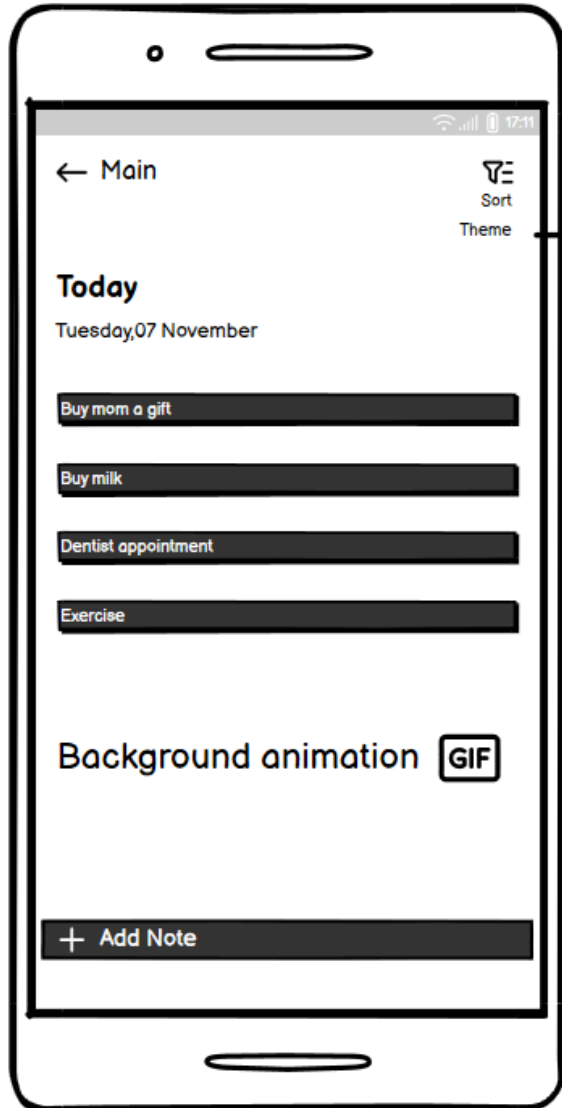 17:11
Main
Sort
Theme
Today
Tuesday,07 November
Buy mom a gift
Buy milk
Dentist appointment
Exercise
Background animation GIF
+ Add Note